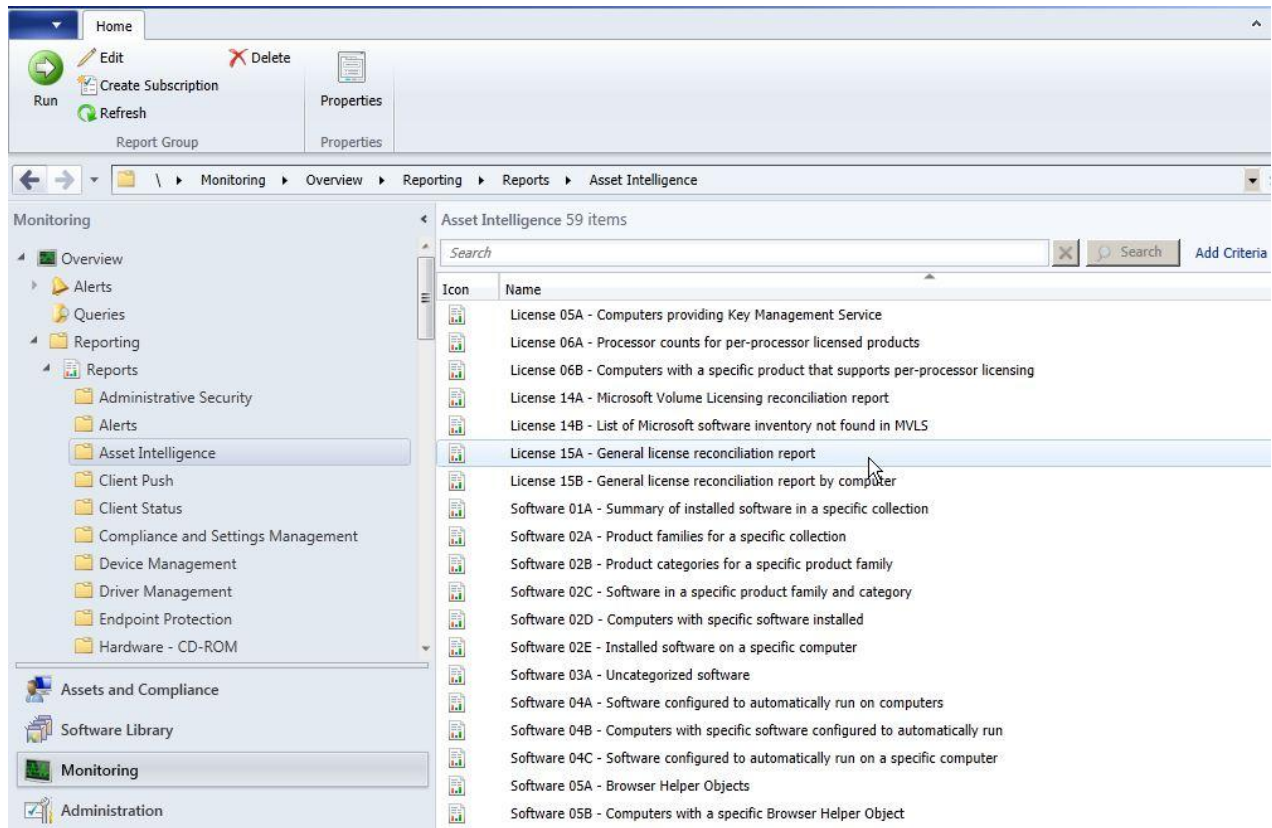 Home
Run
Edit
Delete
Create Subscription
Refresh
Properties
Report Group
Properties
\ Monitoring Overview Reporting Reports Asset Intelligence
Monitoring
Overview
Alerts
Queries
Reporting
Reports
Administrative Security
Alerts
Asset Intelligence
Client Push
Client Status
Compliance and Settings Management
Device Management
Driver Management
Endpoint Protection
Hardware - CD-ROM
Assets and Compliance
Software Library
Monitoring
Administration
Asset Intelligence 59 items
Search
Search
Add Criteria
Icon Name
License 05A - Computers providing Key Management Service
License 06A - Processor counts for per-processor licensed products
License 06B - Computers with a specific product that supports per-processor licensing
License 14A - Microsoft Volume Licensing reconciliation report
License 14B - List of Microsoft software inventory not found in MVLS
License 15A - General license reconciliation report
License 15B - General license reconciliation report by computer
Software 01A - Summary of installed software in a specific collection
Software 02A - Product families for a specific collection
Software 02B - Product categories for a specific product family
Software 02C - Software in a specific product family and category
Software 02D - Computers with specific software installed
Software 02E - Installed software on a specific computer
Software 03A - Uncategorized software
Software 04A - Software configured to automatically run on computers
Software 04B - Computers with specific software configured to automatically run
Software 04C - Software configured to automatically run on a specific computer
Software 05A - Browser Helper Objects
Software 05B - Computers with a specific Browser Helper Object